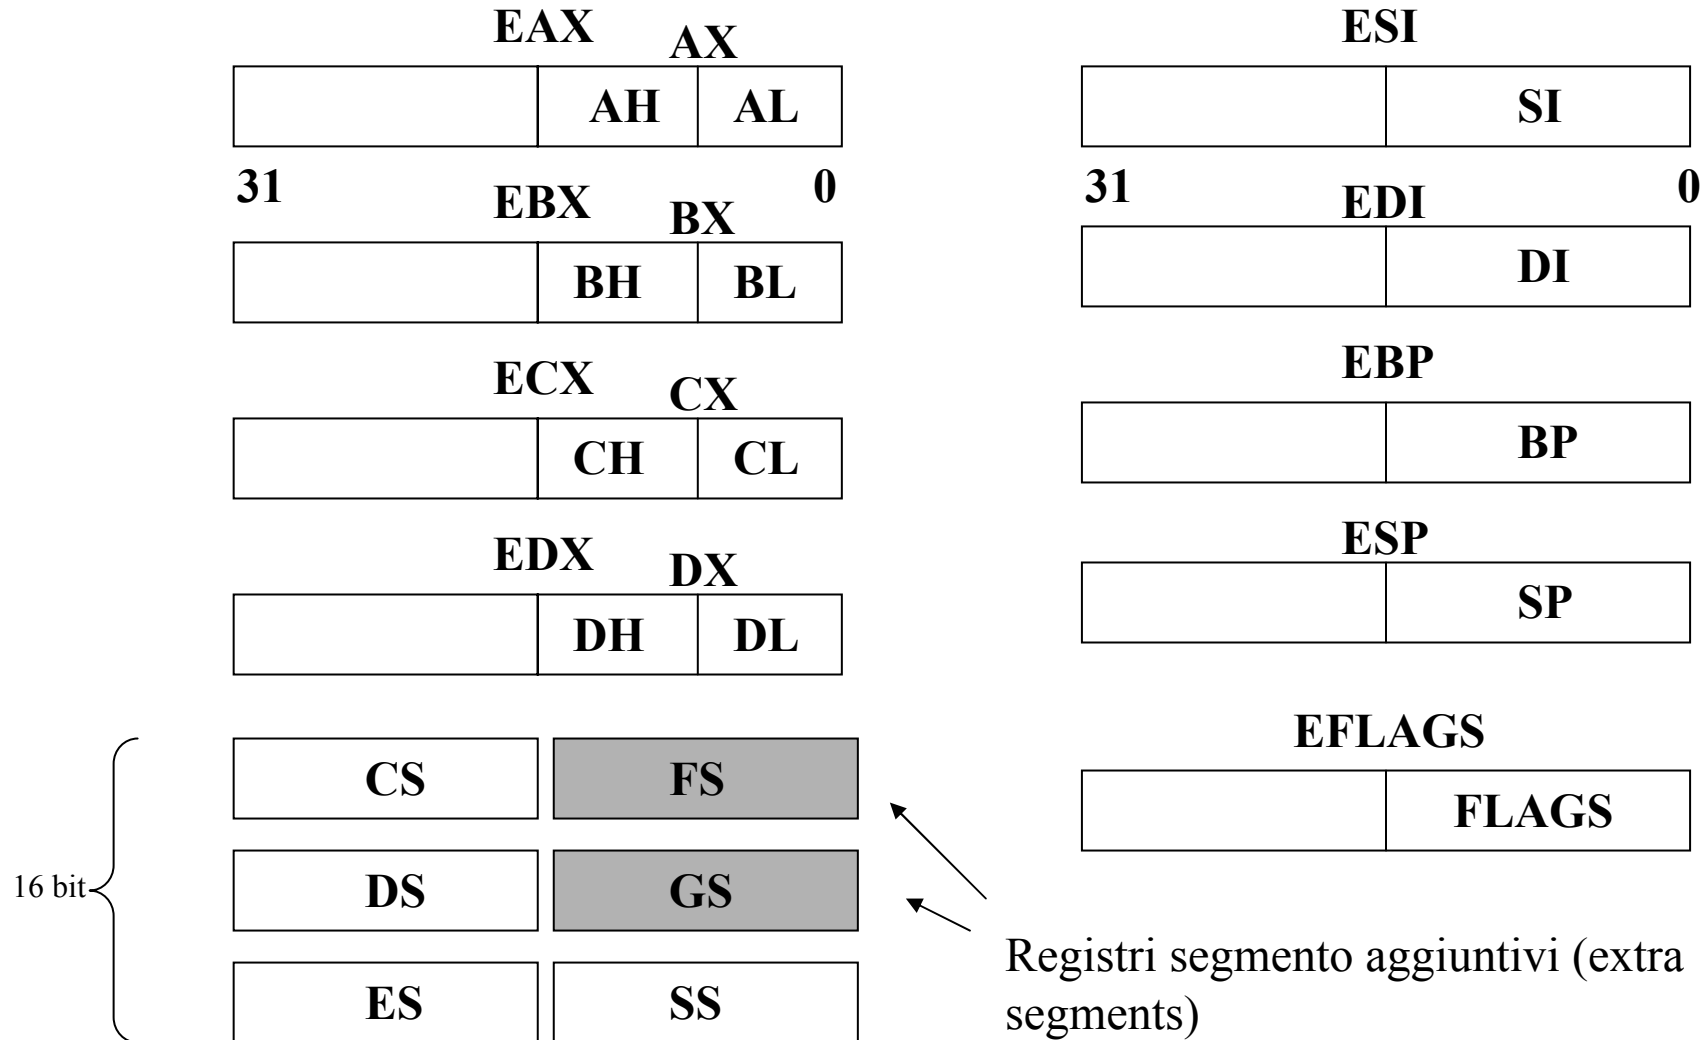 EAX AX
AH AL
31 0
EBX BX
BH BL
ECX CX
CH CL
EDX DX
DH DL
16 bit
CS FS
DS GS
ES SS
ESI
SI
31 0
EDI
DI
EBP
BP
ESP
SP
EFLAGS
FLAGS
Registri segmento aggiuntivi (extra
segments)